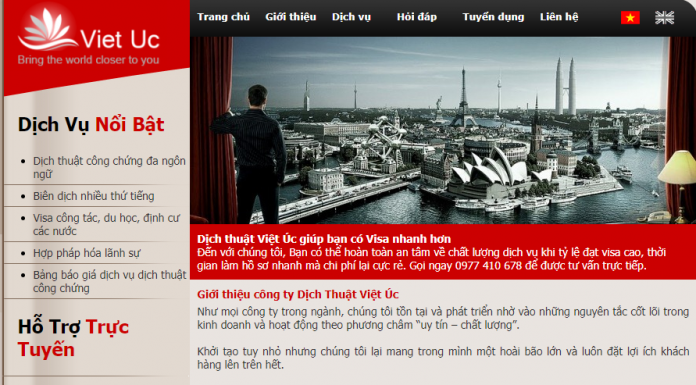 Viet Uc
Bring the world closer to you
Trang chủ Giới thiệu Dịch vụ Hỏi đáp Tuyển dụng Liên hệ
Dịch Vụ Nổi Bật
Dịch thuật công chứng đa ngôn
ngữ
Biên dịch nhiều thứ tiếng
Visa công tác, du học, định cư
các nước
Hợp pháp hóa lãnh sự
Bảng báo giá dịch vụ dịch thuật
công chứng
Hỗ Trợ Trực
Tuyến
Dịch thuật Việt Úc giúp bạn có Visa nhanh hơn
Đến với chúng tôi, Bạn có thể hoàn toàn an tâm về chất lượng dịch vụ khi tỷ lệ đạt visa cao, thời
gian làm hồ sơ nhanh mà chi phí lại cực rẻ. Gọi ngay 0977 410 678 để được tư vấn trực tiếp.
Giới thiệu công ty Dịch Thuật Việt Úc
Như mọi công ty trong ngành, chúng tôi tồn tại và phát triển nhờ vào những nguyên tắc cốt lõi trong
kinh doanh và hoạt động theo phương châm “uy tín – chất lượng”.
Khởi tạo tuy nhỏ nhưng chúng tôi lại mang trong mình một hoài bão lớn và luôn đặt lợi ích khách
hàng lên trên hết.